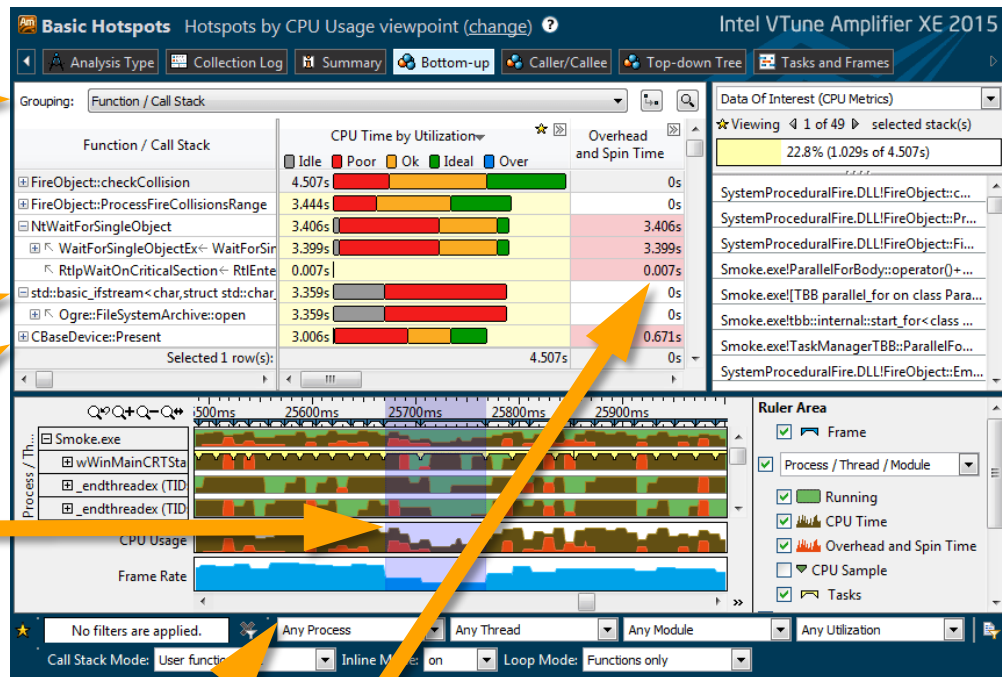 Am Basic Hotspots Hotspots by CPU Usage viewpoint (change) ? Intel VTune Amplifier XE 2015
Analysis Type Collection Log Summary Bottom-up Caller/Callee Top-down Tree Tasks and Frames
Grouping: Function / Call Stack
Function / Call Stack
CPU Time by Utilization
Idle Poor Ok Ideal Over
Overhead
and Spin Time
FireObject::checkCollision 4.507s 0s
FireObject::ProcessFireCollisionsRange 3.444s 0s
NtWaitForSingleObject 3.406s 3.406s
WaitForSingleObjectEx← WaitForSin 3.399s 3.399s
RtlpWaitOnCriticalSection← RtlEnte 0.007s 0.007s
std::basic_ifstream<char,struct std::char_ 3.359s 0s
Ogre::FileSystemArchive::open 3.359s 0s
CBaseDevice::Present 3.006s 0.671s
Selected 1 row(s): 4.507s 0s
Data Of Interest (CPU Metrics)
Viewing 1 of 49 selected stack(s)
22.8% (1.029s of 4.507s)
SystemProceduralFire.DLL!FireObject::c...
SystemProceduralFire.DLL!FireObject::Pr...
SystemProceduralFire.DLL!FireObject::Fi...
Smoke.exe!ParallelForBody::operator()+...
Smoke.exe![TBB parallel_for on class Para...
Smoke.exe!tbb::internal::start_for<class ...
Smoke.exe!TaskManagerTBB::ParallelFo...
SystemProceduralFire.DLL!FireObject::Em...
500ms 25600ms 25700ms 25800ms 25900ms
Process / Th...
Smoke.exe
wWinMainCRTSta
_endthreadex (TID
_endthreadex (TID
CPU Usage
Frame Rate
Ruler Area
Frame
Process / Thread / Module
Running
CPU Time
Overhead and Spin Time
CPU Sample
Tasks
No filters are applied. Any Process Any Thread Any Module Any Utilization
Call Stack Mode: User Inline on Loop Mode: Functions only